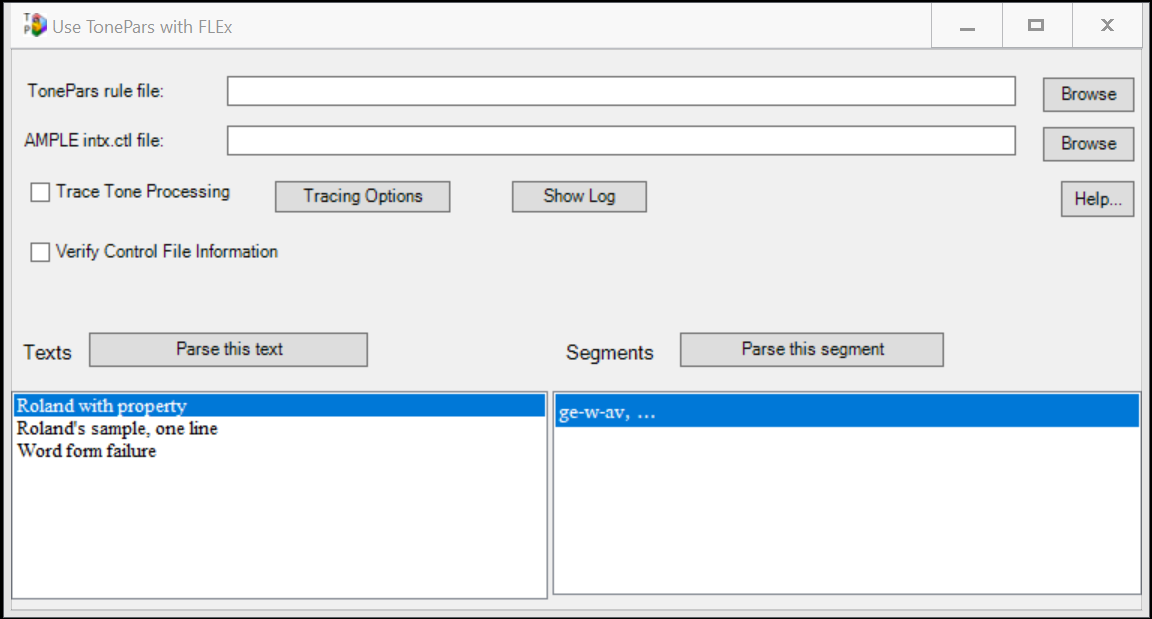 Use TonePars with FLEx
TonePars rule file: Browse
AMPLE intx.ctl file: Browse
Trace Tone Processing Tracing Options Show Log Help...
Verify Control File Information
Texts Parse this text Segments Parse this segment
Roland with property ge-w-av, ...
Roland's sample, one line
Word form failure